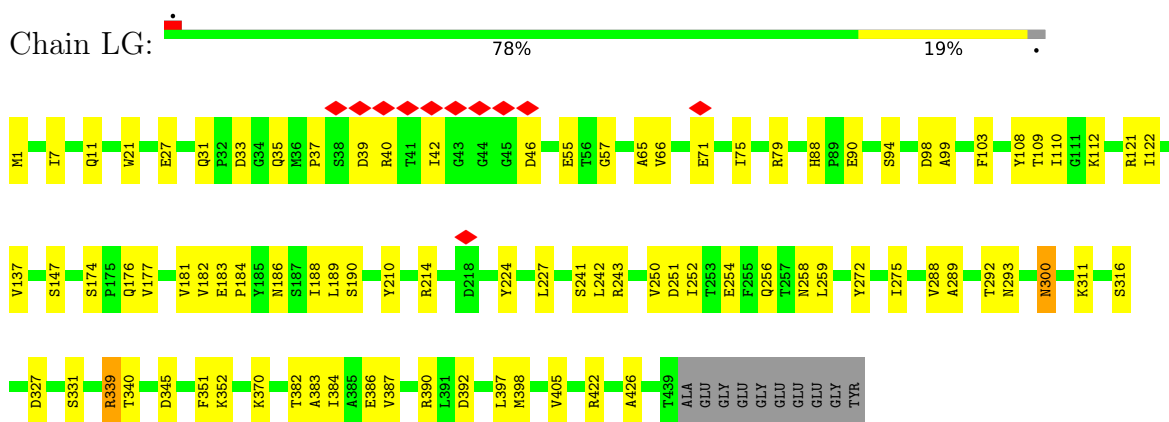 Chain LG:
78% 19%
M1 I7 Q11 W21 E27 Q31 P32 D33 G34 Q35 M36 P37 S38 D39 R40 T41 I42 G43 G44 G45 D46 E55 T56 G57 A65 V66 E71 I75 R79 H88 P89 E90 S94 D98 A99 F103 Y108 T109 I110 G111 K112 R121 I122
V137 S147 S174 P175 Q176 V177 V181 V182 E183 P184 Y185 N186 S187 I188 L189 S190 Y210 R214 D218 Y224 L227 S241 L242 R243 V250 D251 I252 T253 E254 F255 Q256 T257 N258 L259 Y272 I275 V288 A289 T292 N293 N300 K311 S316
D327 S331 R339 T340 D345 F351 K352 K370 T382 A383 I384 A385 E386 V387 R390 L391 D392 L397 M398 V405 R422 A426 T439 ALA GLU GLY GLU GLU GLY GLU GLU GLU GLY TYR